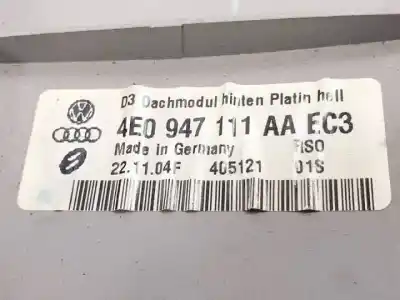 D3 Dachmodul hinten Platin hell
4E0 947 111 AA EC3
Made in Germany FISO
22.11.04F 405121 01S